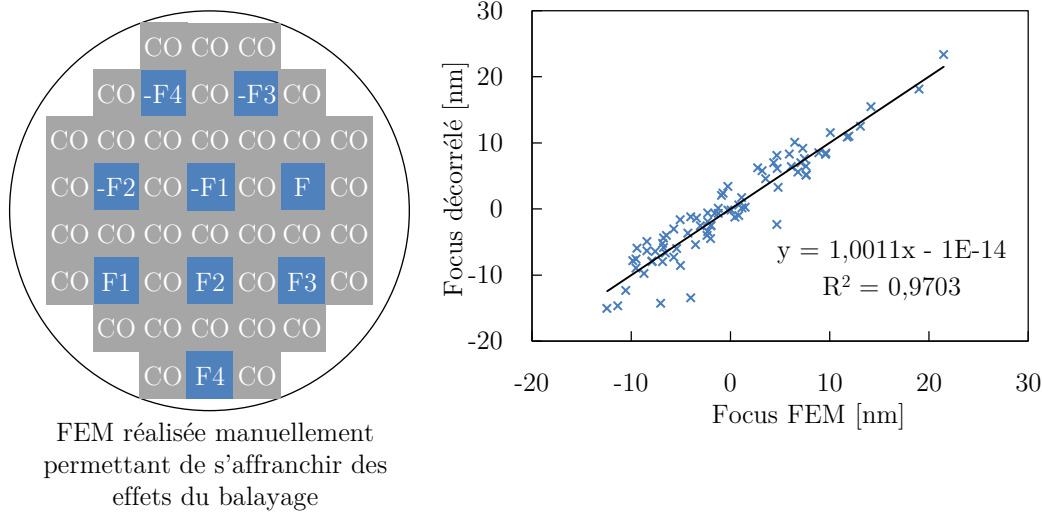 CO CO CO
CO -F4 CO -F3 CO
CO CO CO CO CO CO CO
CO -F2 CO -F1 CO F CO
CO CO CO CO CO CO CO
CO F1 CO F2 CO F3 CO
CO CO CO CO CO
CO F4 CO
FEM réalisée manuellement
permettant de s'affranchir des
effets du balayage
Focus décorrélé [nm]
30
20
10
0
-10
-20
y = 1,0011x - 1E-14
R² = 0,9703
-20 -10 0 10 20 30
Focus FEM [nm]